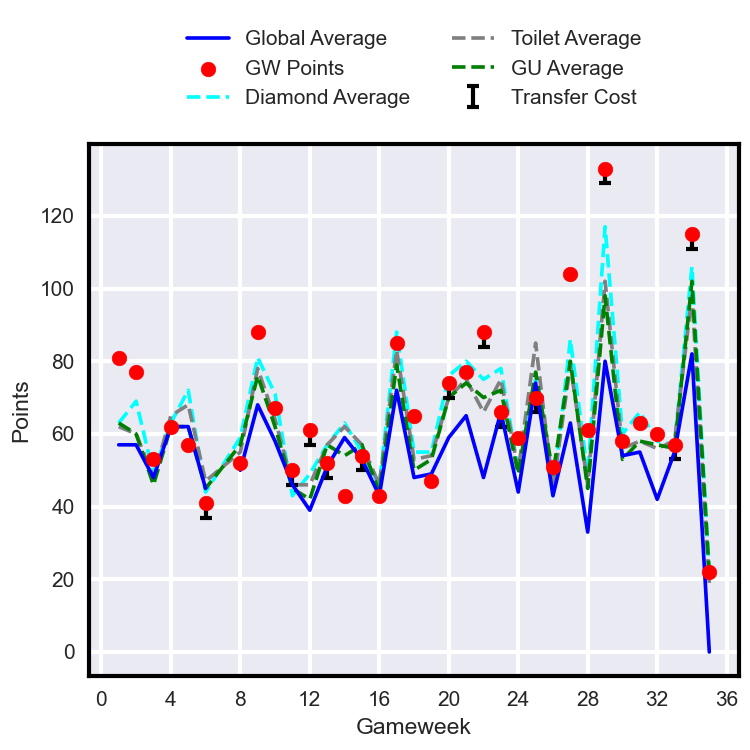 Global Average
GW Points
Diamond Average
Toilet Average
GU Average
Transfer Cost
Points
120
100
80
60
40
20
0
0 4 8 12 16 20 24 28 32 36
Gameweek